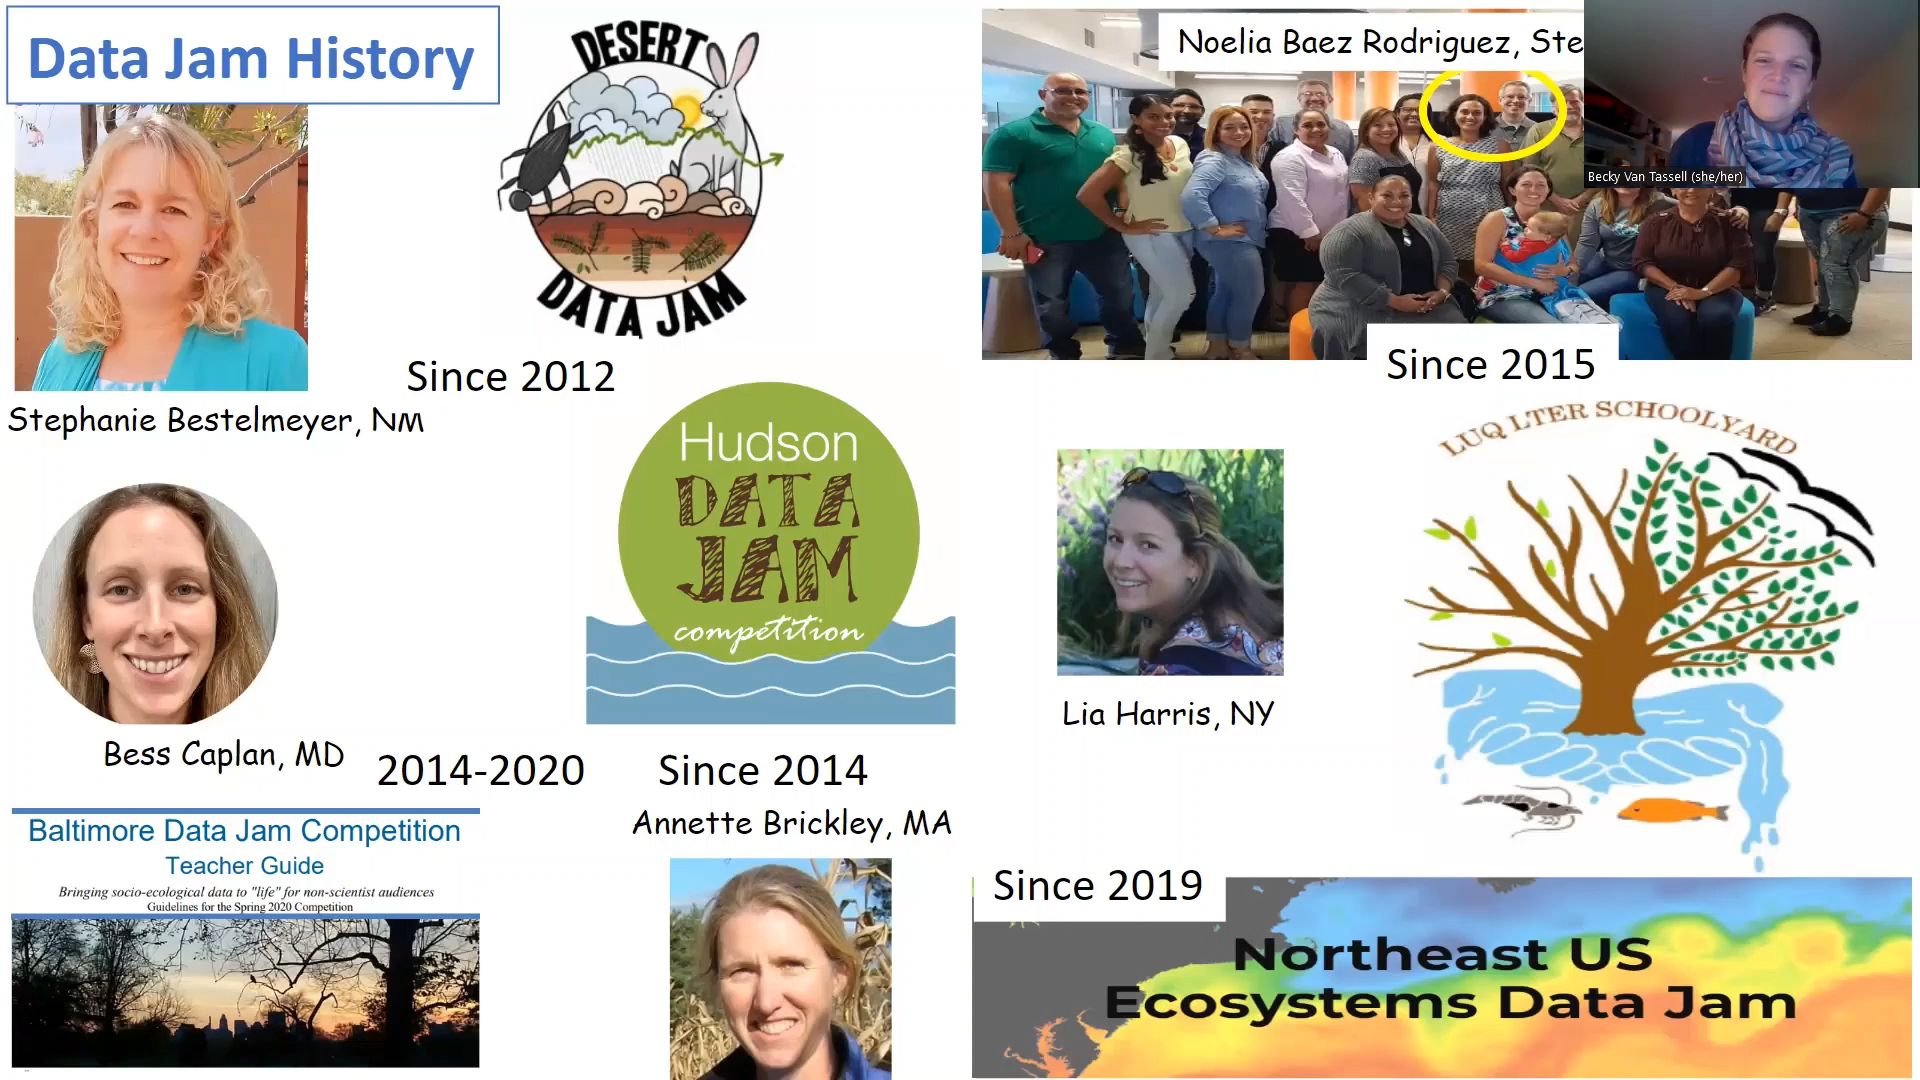 Data Jam History
DESERT
DATA JAM
Noelia Baez Rodriguez, Ste
Becky Van Tassell (she/her)
Since 2012
Since 2015
Stephanie Bestelmeyer, NM
Hudson
DATA
JAM
competition
LUQ LTER SCHOOLYARD
Lia Harris, NY
Bess Caplan, MD
2014-2020
Since 2014
Annette Brickley, MA
Baltimore Data Jam Competition
Teacher Guide
Bringing socio-ecological data to "life" for non-scientist audiences
Guidelines for the Spring 2020 Competition
Since 2019
Northeast US
Ecosystems Data Jam